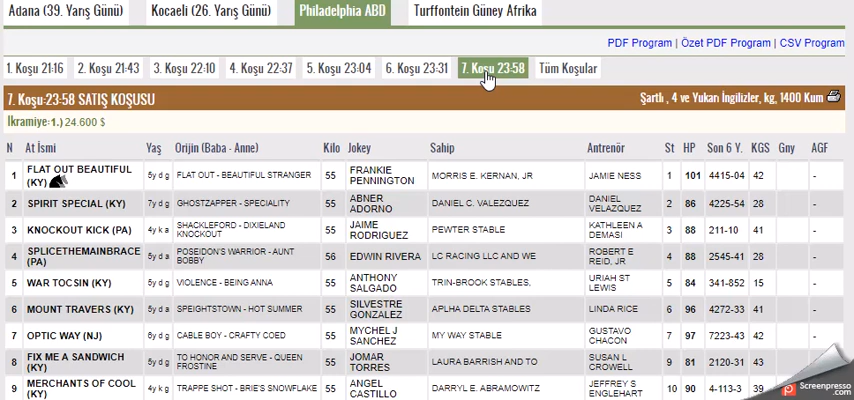 Adana (39. Yarış Günü) Kocaeli (26. Yarış Günü) Philadelphia ABD Turffontein Güney Afrika
PDF Program | Özet PDF Program | CSV Program
1. Koşu 21:16 2. Koşu 21:43 3. Koşu 22:10 4. Koşu 22:37 5. Koşu 23:04 6. Koşu 23:31 7. Koşu 23:58 Tüm Koşular
7. Koşu:23:58 SATIŞ KOŞUSU Şartlı , 4 ve Yukarı İngilizler, kg, 1400 Kum
İkramiye:1.) 24.600 $
N At İsmi Yaş Orijin (Baba - Anne) Kilo Jokey Sahip Antrenör St HP Son 6 Y. KGS Gny AGF
1 FLAT OUT BEAUTIFUL (KY) 5y d g FLAT OUT - BEAUTIFUL STRANGER 55 FRANKIE PENNINGTON MORRIS E. KERNAN, JR JAMIE NESS 1 101 4415-04 42 -
2 SPIRIT SPECIAL (KY) 7y d g GHOSTZAPPER - SPECIALITY 55 ABNER ADORNO DANIEL C. VALEZQUEZ DANIEL VELAZQUEZ 2 86 4225-54 28 -
3 KNOCKOUT KICK (PA) 4y k a SHACKLEFORD - DIXIELAND KNOCKOUT 55 JAIME RODRIGUEZ PEWTER STABLE KATHLEEN A DEMASI 3 88 211-10 41 -
4 SPLICETHEMAINBRACE (PA) 5y d a POSEIDON'S WARRIOR - AUNT BOBBY 56 EDWIN RIVERA LC RACING LLC AND WE ROBERT E REID, JR 4 88 2545-41 28 -
5 WAR TOCSIN (KY) 5y d g VIOLENCE - BEING ANNA 55 ANTHONY SALGADO TRIN-BROOK STABLES, URIAH ST LEWIS 5 84 341-852 15 -
6 MOUNT TRAVERS (KY) 5y d a SPEIGHTSTOWN - HOT SUMMER 55 SILVESTRE GONZALEZ APLHA DELTA STABLES LINDA RICE 6 96 4272-33 41 -
7 OPTIC WAY (NJ) 6y d g CABLE BOY - CRAFTY COED 55 MYCHEL J SANCHEZ MY WAY STABLE GUSTAVO CHACON 7 97 7223-43 42 -
8 FIX ME A SANDWICH (KY) 5y d g TO HONOR AND SERVE - QUEEN FROSTINE 55 JOMAR TORRES LAURA BARRISH AND TO SUSAN L CROWELL 9 81 2120-31 43
9 MERCHANTS OF COOL (KY) 4y k g TRAPPE SHOT - BRIE'S SNOWFLAKE 55 ANGEL CASTILLO DARRYL E. ABRAMOWITZ JEFFREY S ENGLEHART 10 90 4-113-3 39
Screenpresso
.com